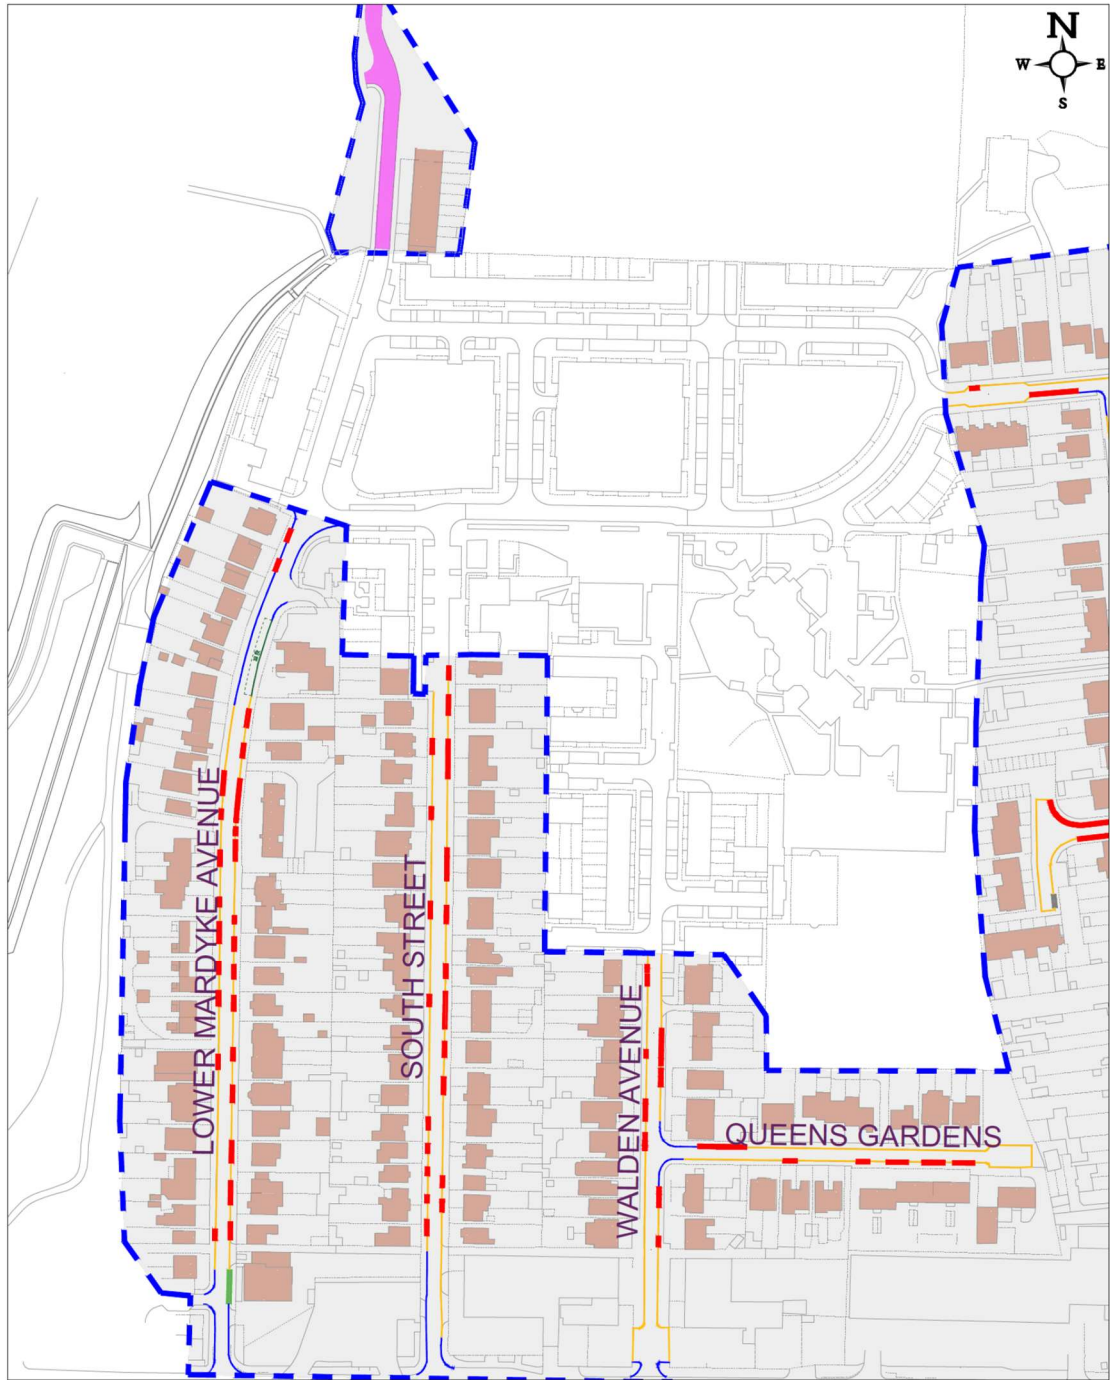 N
W E
S
LOWER MARDYKE AVENUE
SOUTH STREET
WALDEN AVENUE
QUEENS GARDENS